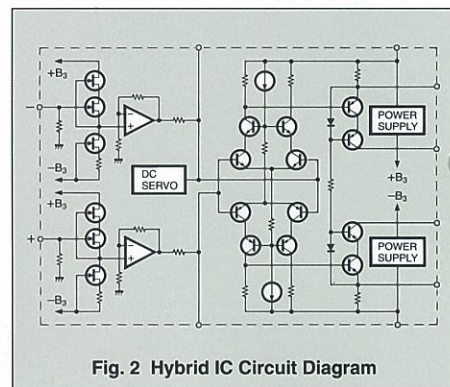 +B3
−
−
+
−B3
+B3
+
−
+
−B3
DC
SERVO
POWER
SUPPLY
+B3
−B3
POWER
SUPPLY
Fig. 2 Hybrid IC Circuit Diagram